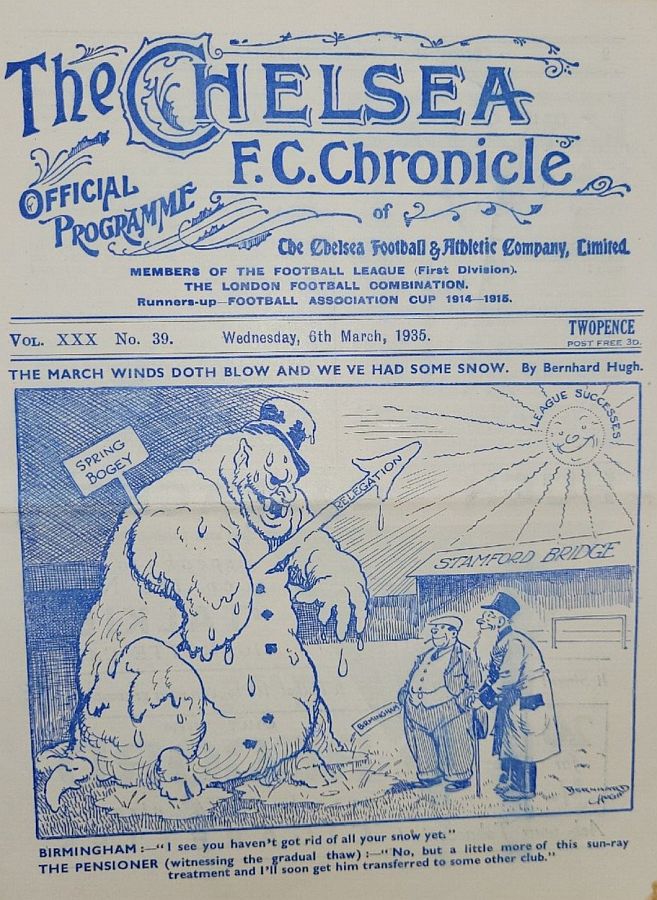 The CHELSEA
F.C. Chronicle
OFFICIAL
PROGRAMME
of
The Chelsea Football & Athletic Company, Limited.
MEMBERS OF THE FOOTBALL LEAGUE (First Division).
THE LONDON FOOTBALL COMBINATION.
Runners-up—FOOTBALL ASSOCIATION CUP 1914—1915.
VOL. XXX No. 39. Wednesday, 6th March, 1935. TWOPENCE
POST FREE 3D.
THE MARCH WINDS DOTH BLOW AND WE VE HAD SOME SNOW. By Bernhard Hugh.
LEAGUE SUCCESSES
SPRING
BOGEY
RELEGATION
STAMFORD BRIDGE
BIRMINGHAM
BERNHARD
HUGH
BIRMINGHAM :—"I see you haven't got rid of all your snow yet."
THE PENSIONER (witnessing the gradual thaw) :—"No, but a little more of this sun-ray
treatment and I'll soon get him transferred to some other club."